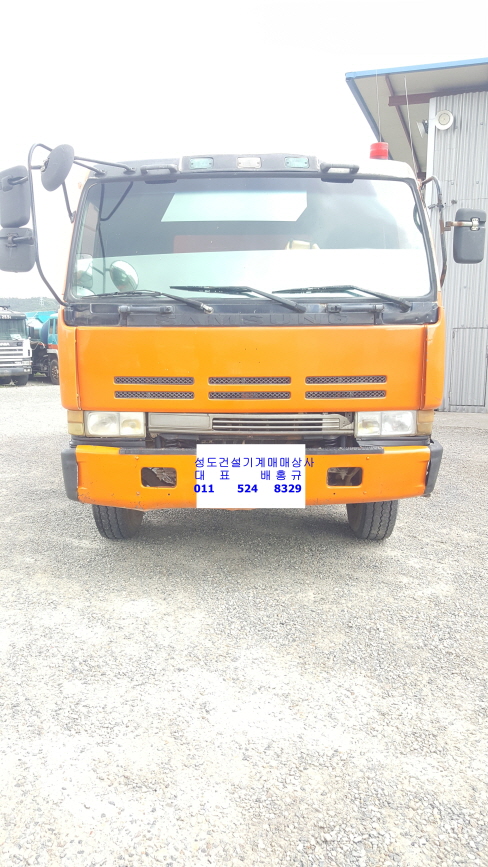 성도건설기계매매상사
대 표 배 홍 규
011 524 8329